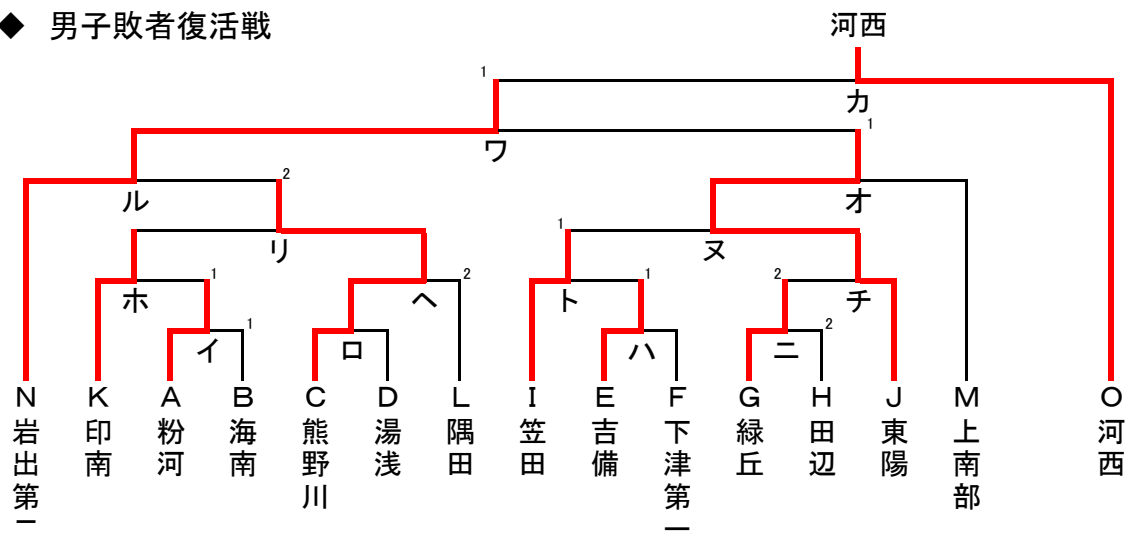 ◆ 男子敗者復活戦
河西
1
カ
1
ワ
2
ル
オ
1
リ
ヌ
1
2
1
2
ホ
ヘ
ト
チ
1
2
イ
ロ
ハ
ニ
N K A B C D L I E F G H J M O
岩出第二
印南
粉河
海南
熊野川
湯浅
隅田
笠田
吉備
下津第一
緑丘
田辺
東陽
上南部
河西